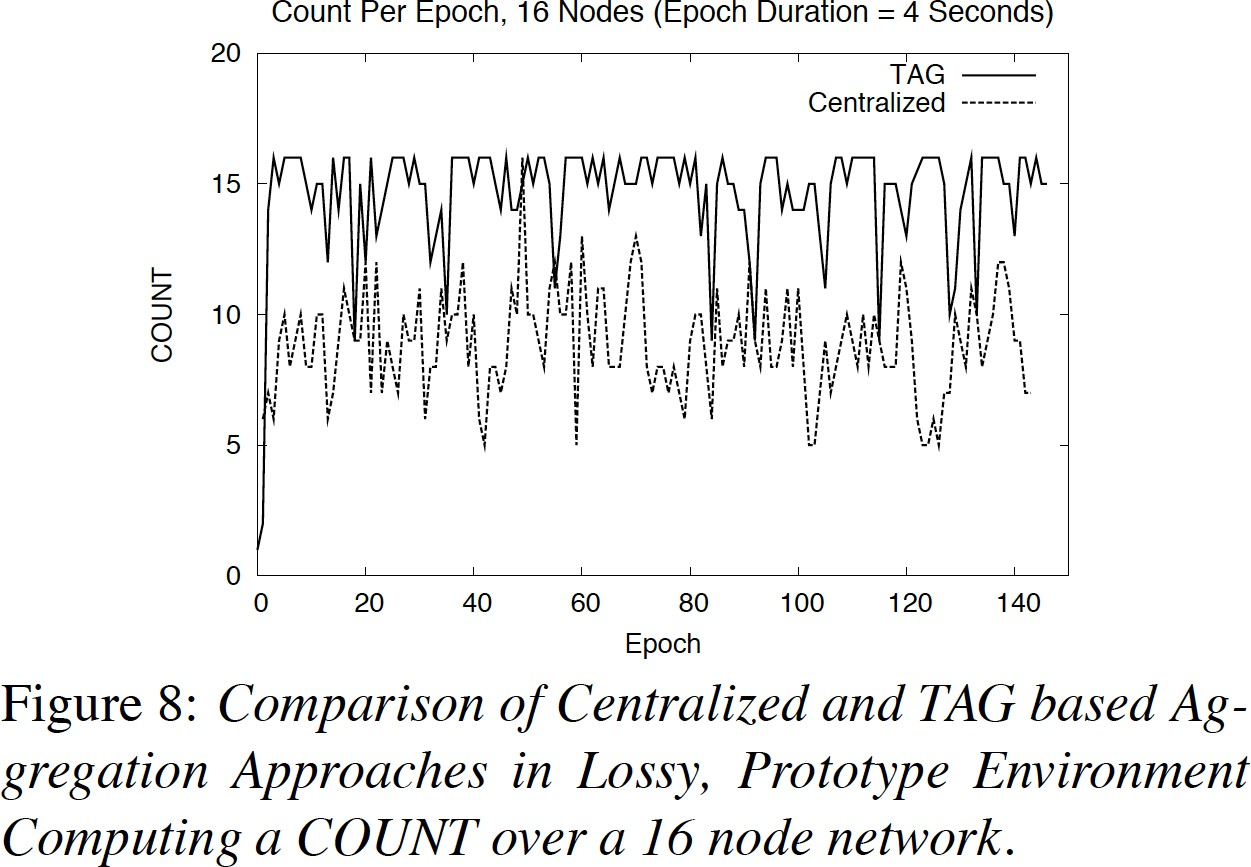 Count Per Epoch, 16 Nodes (Epoch Duration = 4 Seconds)
20
15
10
5
0
COUNT
TAG
Centralized
0 20 40 60 80 100 120 140
Epoch
Figure 8: Comparison of Centralized and TAG based Ag-
gregation Approaches in Lossy, Prototype Environment
Computing a COUNT over a 16 node network.